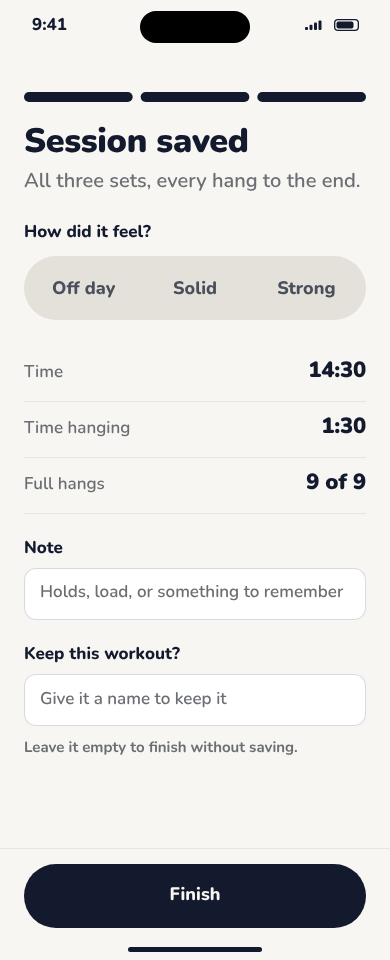 9:41
Session saved
All three sets, every hang to the end.
How did it feel?
Off day Solid Strong
Time 14:30
Time hanging 1:30
Full hangs 9 of 9
Note
Holds, load, or something to remember
Keep this workout?
Give it a name to keep it
Leave it empty to finish without saving.
Finish